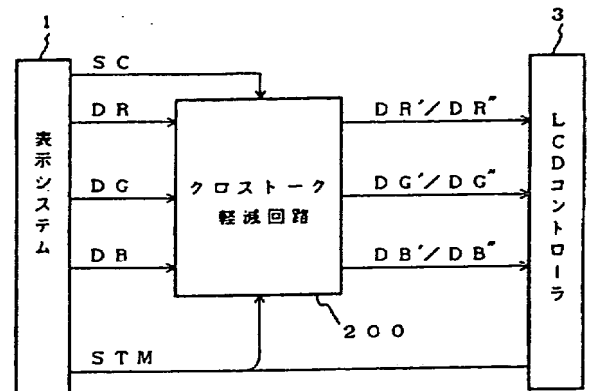 1
3
SC
DR
DG
DB
STM
表示システム
クロストーク
軽減回路
200
DR′/DR″
DG′/DG″
DB′/DB″
LCDコントローラ